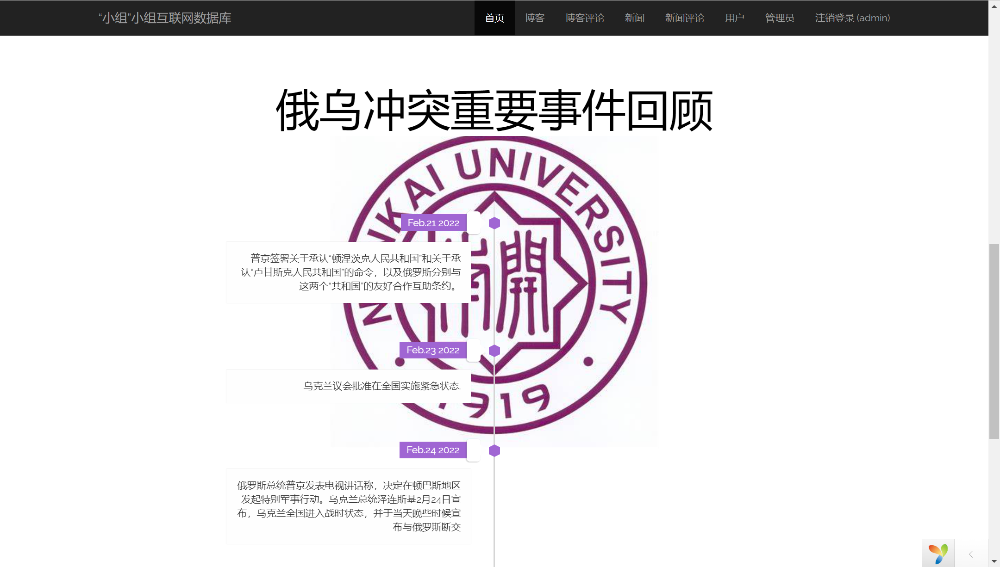 “小组”小组互联网数据库
首页 博客 博客评论 新闻 新闻评论 用户 管理员 注销登录 (admin)
俄乌冲突重要事件回顾
NKAI UNIVERSITY
開
1919
Feb.21 2022
普京签署关于承认“顿涅茨克人民共和国”和关于承
认“卢甘斯克人民共和国”的命令，以及俄罗斯分别与
这两个“共和国”的友好合作互助条约。
Feb.23 2022
乌克兰议会批准在全国实施紧急状态.
Feb.24 2022
俄罗斯总统普京发表电视讲话称，决定在顿巴斯地区
发起特别军事行动。乌克兰总统泽连斯基2月24日宣
布，乌克兰全国进入战时状态，并于当天晚些时候宣
布与俄罗斯断交